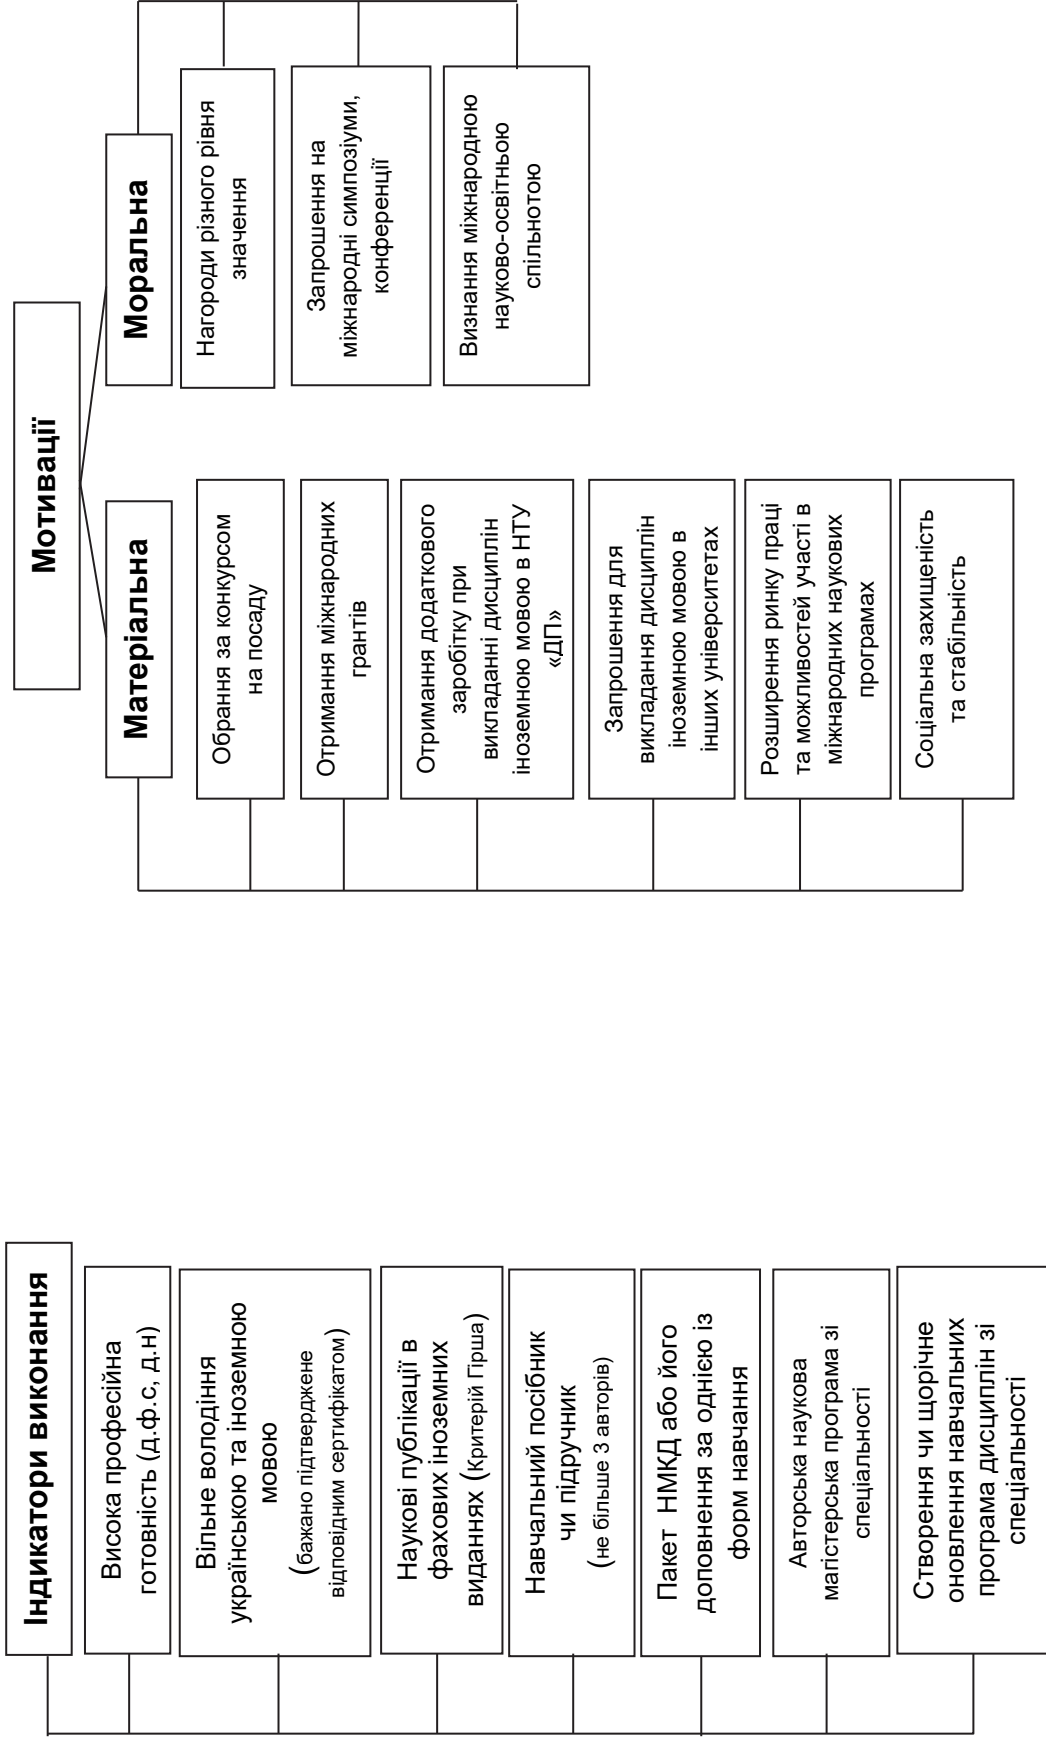 Індикатори виконання
Висока професійна
готовність (д.ф.с, д.н)
Вільне володіння
українською та іноземною
мовою
(бажано підтверджене
відповідним сертифікатом)
Наукові публікації в
фахових іноземних
виданнях (Критерій Гірша)
Навчальний посібник
чи підручник
(не більше 3 авторів)
Пакет НМКД або його
доповнення за однією із
форм навчання
Авторська наукова
магістерська програма зі
спеціальності
Створення чи щорічне
оновлення навчальних
програма дисциплін зі
спеціальності
Мотивації
Матеріальна
Обрання за конкурсом
на посаду
Отримання міжнародних
грантів
Отримання додаткового
заробітку при
викладанні дисциплін
іноземною мовою в НТУ
«ДП»
Запрошення для
викладання дисциплін
іноземною мовою в
інших університетах
Розширення ринку праці
та можливостей участі в
міжнародних наукових
програмах
Соціальна захищеність
та стабільність
Моральна
Нагороди різного рівня
значення
Запрошення на
міжнародні симпозіуми,
конференції
Визнання міжнародною
науково-освітньою
спільнотою